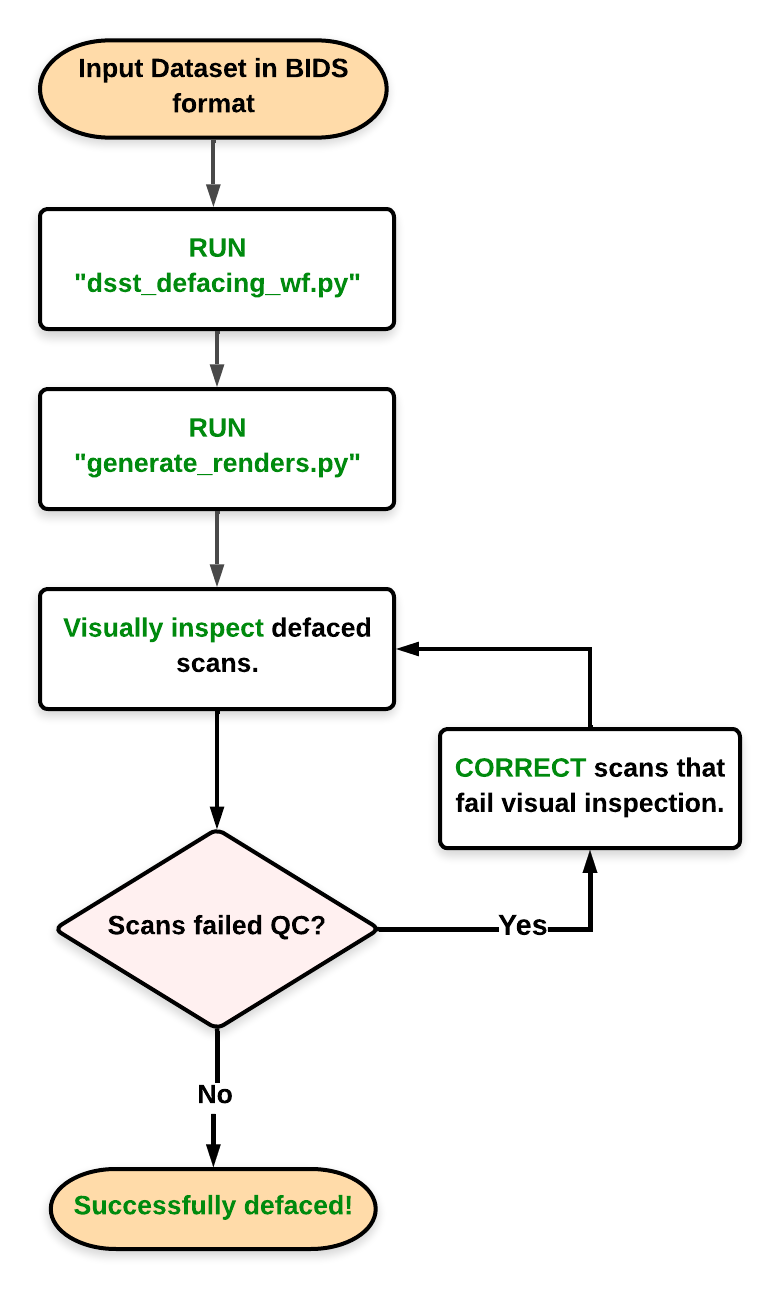 Input Dataset in BIDS
format
RUN
"dsst_defacing_wf.py"
RUN
"generate_renders.py"
Visually inspect defaced
scans.
CORRECT scans that
fail visual inspection.
Scans failed QC?
Yes
No
Successfully defaced!